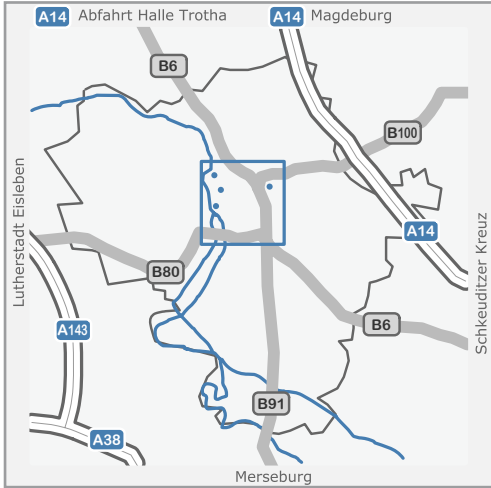 A14 Abfahrt Halle Trotha
A14 Magdeburg
B6
B100
Lutherstadt Eisleben
A14
Schkeuditzer Kreuz
B80
A143
B6
B91
A38
Merseburg